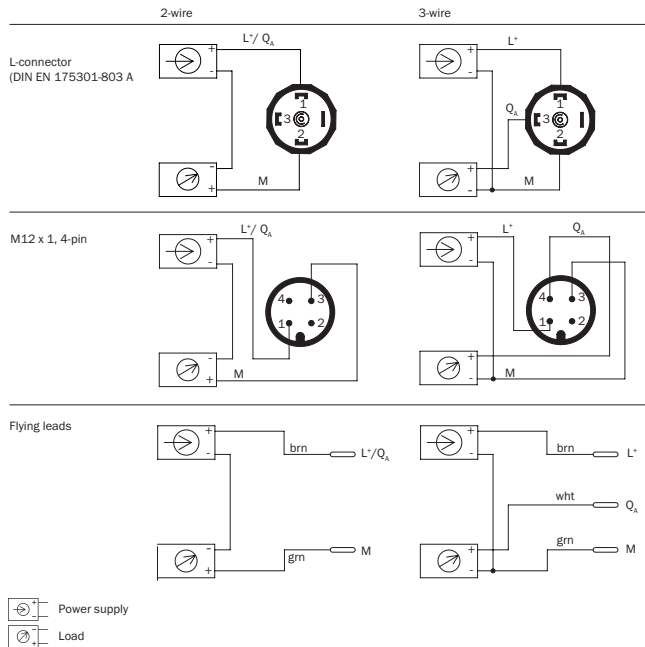 2-wire 3-wire
L-connector
(DIN EN 175301-803 A
+ L⁺/ Q_A
-
1
3
2
-
+ M
+ L⁺
-
1
Q_A 3
2
+
- M
M12 x 1, 4-pin
+ L⁺/ Q_A
-
4 3
1 2
-
+ M
+ L⁺ Q_A
-
4 3
1 2
+
- M
Flying leads
+ brn L⁺/Q_A
-
-
+ grn M
+ brn L⁺
-
wht Q_A
+ grn M
-
+
- Power supply
-
+ Load